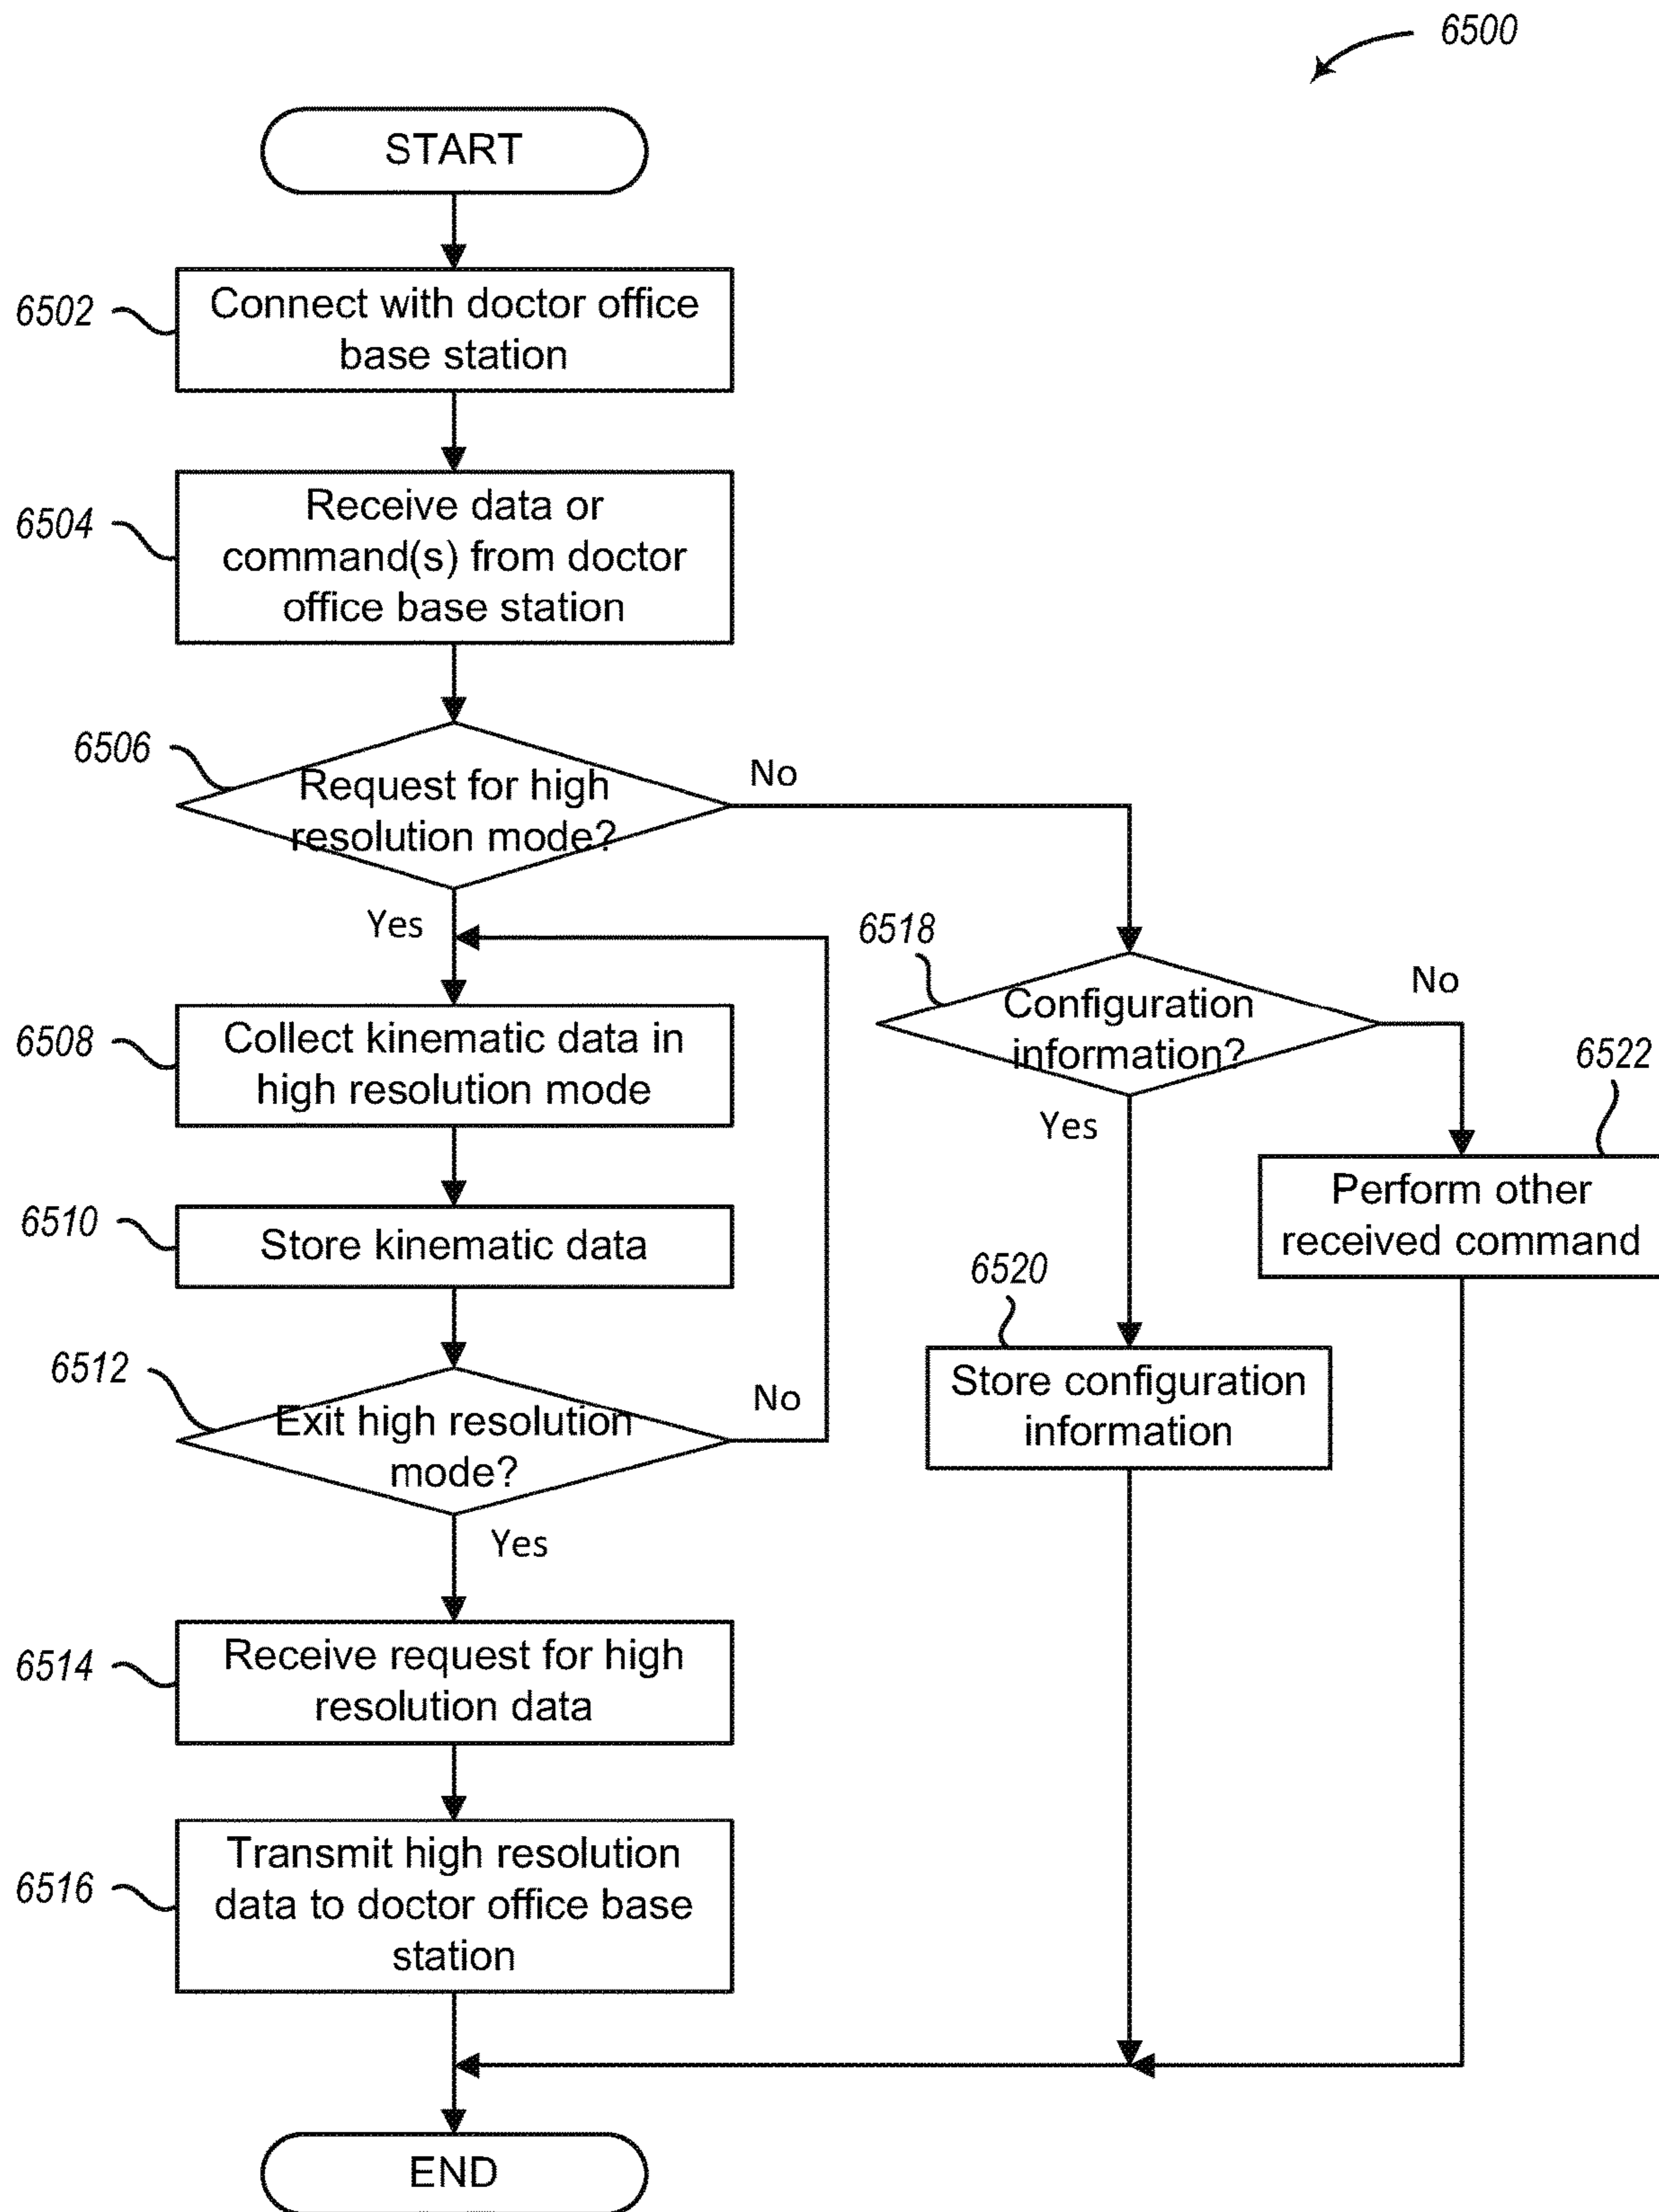 6500
START
6502
Connect with doctor office
base station
6504
Receive data or
command(s) from doctor
office base station
6506
Request for high
resolution mode?
No
Yes
6508
Collect kinematic data in
high resolution mode
6510
Store kinematic data
6512
Exit high resolution
mode?
No
Yes
6514
Receive request for high
resolution data
6516
Transmit high resolution
data to doctor office base
station
6518
Configuration
information?
No
Yes
6522
Perform other
received command
6520
Store configuration
information
END